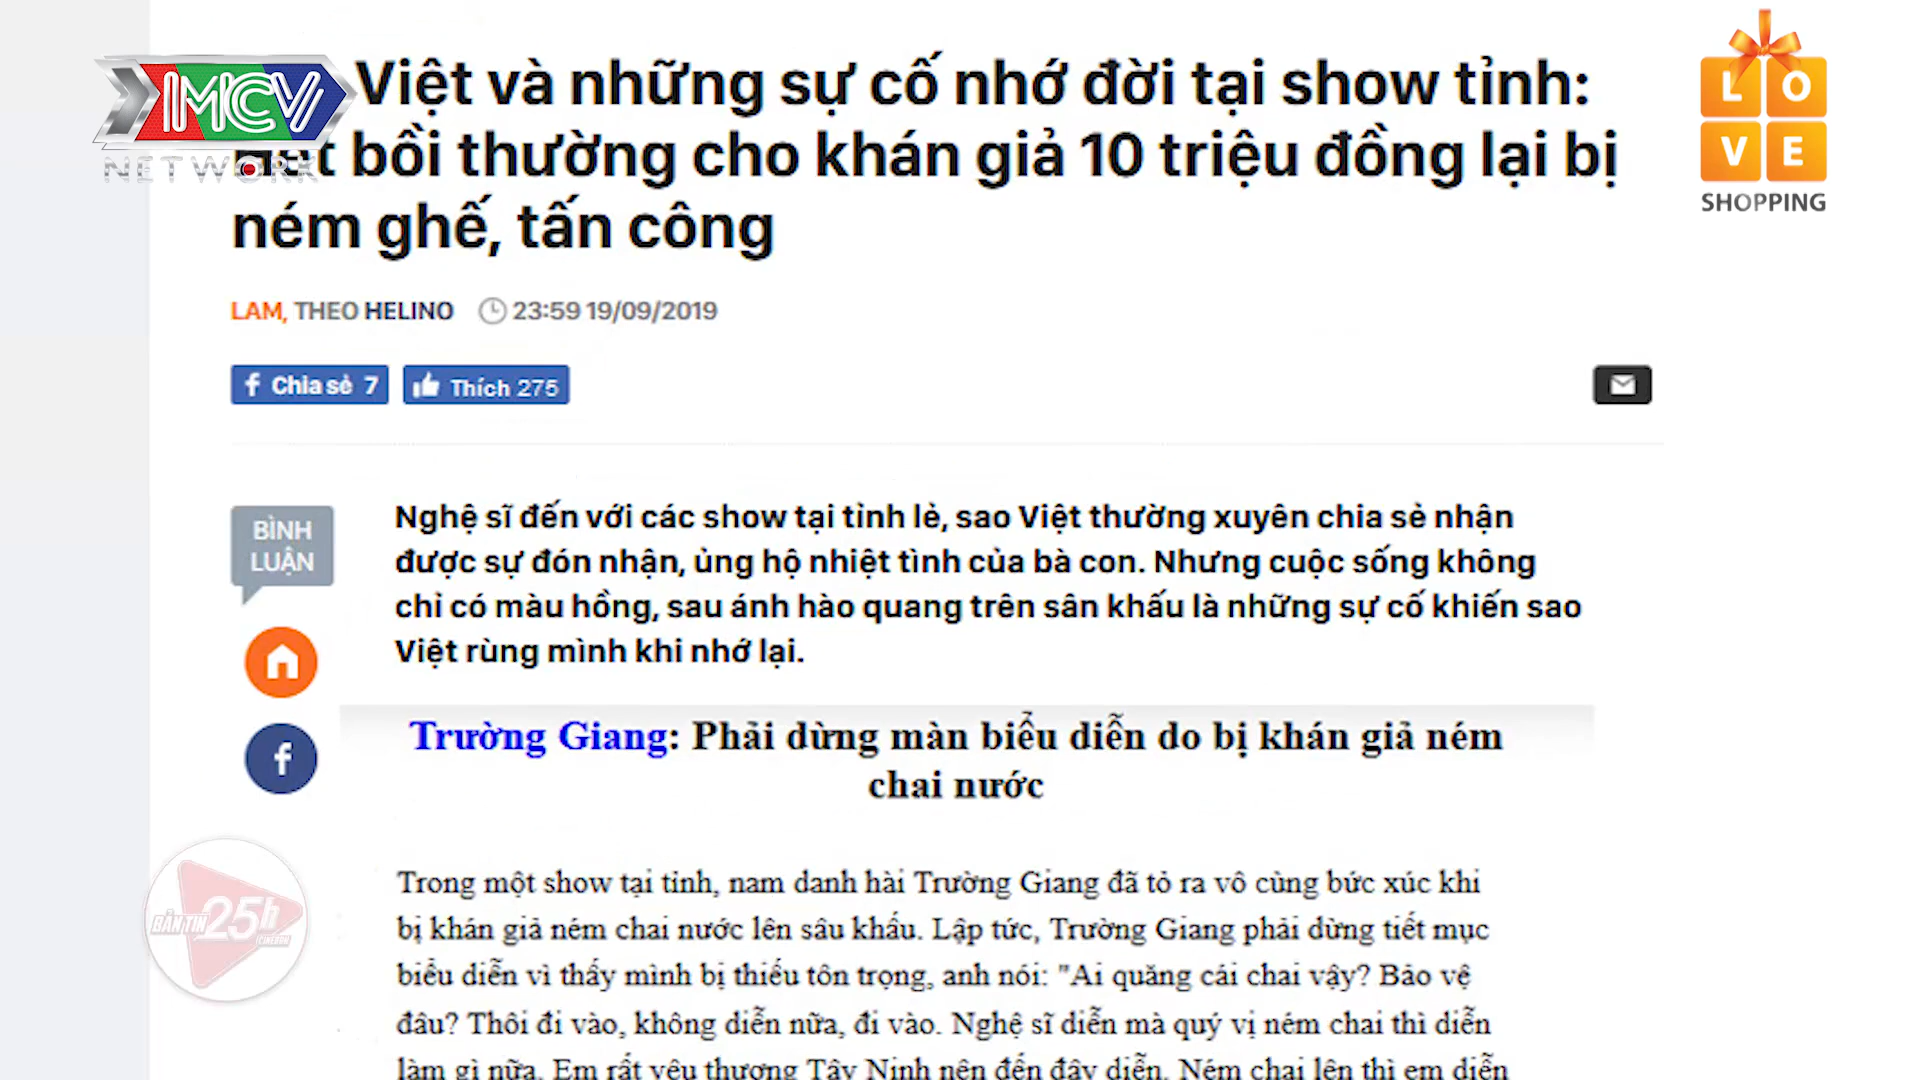 Việt và những sự cố nhớ đời tại show tỉnh:
bồi thường cho khán giả 10 triệu đồng lại bị
ném ghế, tấn công
MCV
NETWORK
LOVE
SHOPPING
LAM, THEO HELINO 23:59 19/09/2019
Chia sẻ 7 Thích 275
BÌNH
LUẬN
Nghệ sĩ đến với các show tại tỉnh lẻ, sao Việt thường xuyên chia sẻ nhận
được sự đón nhận, ủng hộ nhiệt tình của bà con. Nhưng cuộc sống không
chỉ có màu hồng, sau ánh hào quang trên sân khấu là những sự cố khiến sao
Việt rùng mình khi nhớ lại.
Trường Giang: Phải dừng màn biểu diễn do bị khán giả ném
chai nước
Trong một show tại tỉnh, nam danh hài Trường Giang đã tỏ ra vô cùng bức xúc khi
bị khán giả ném chai nước lên sâu khấu. Lập tức, Trường Giang phải dừng tiết mục
biểu diễn vì thấy mình bị thiếu tôn trọng, anh nói: "Ai quăng cái chai vậy? Bảo vệ
đâu? Thôi đi vào, không diễn nữa, đi vào. Nghệ sĩ diễn mà quý vị ném chai thì diễn
làm gì nữa. Em rất yêu thương Tây Ninh nên đến đây diễn. Ném chai lên thì em diễn
BẢN TIN 25h